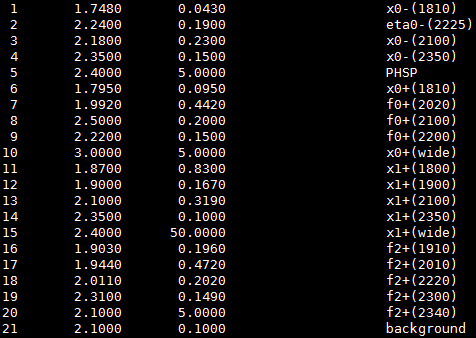 1 1.7480 0.0430 x0-(1810)
2 2.2400 0.1900 eta0-(2225)
3 2.1800 0.2300 x0-(2100)
4 2.3500 0.1500 x0-(2350)
5 2.4000 5.0000 PHSP
6 1.7950 0.0950 x0+(1810)
7 1.9920 0.4420 f0+(2020)
8 2.5000 0.2000 f0+(2100)
9 2.2200 0.1500 f0+(2200)
10 3.0000 5.0000 x0+(wide)
11 1.8700 0.8300 x1+(1800)
12 1.9000 0.1670 x1+(1900)
13 2.1000 0.3190 x1+(2100)
14 2.3500 0.1000 x1+(2350)
15 2.4000 50.0000 x1+(wide)
16 1.9030 0.1960 f2+(1910)
17 1.9440 0.4720 f2+(2010)
18 2.0110 0.2020 f2+(2220)
19 2.3100 0.1490 f2+(2300)
20 2.1000 5.0000 f2+(2340)
21 2.1000 0.1000 background